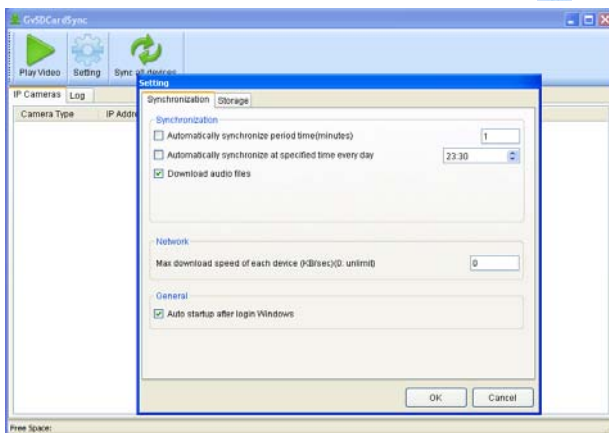 GvSDCardSync
Play Video Setting Sync all devices
IP Cameras Log
Camera Type IP Addre
Setting
Synchronization Storage
Synchronization
Automatically synchronize period time(minutes) 1
Automatically synchronize at specified time every day 23:30
Download audio files
Network
Max download speed of each device (KB/sec)(0: unlimit) 0
General
Auto startup after login Windows
OK Cancel
Free Space: